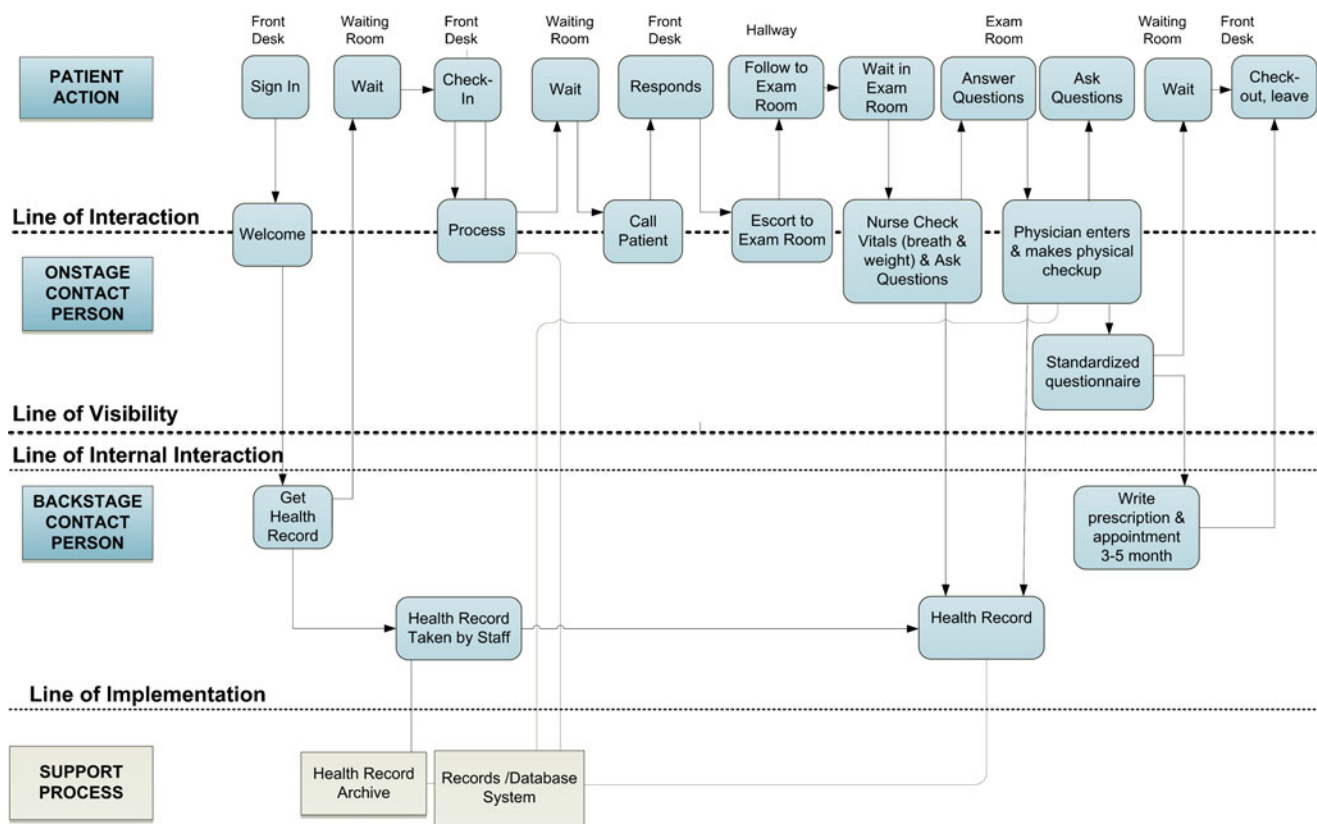 Front
Desk
Waiting
Room
Front
Desk
Waiting
Room
Front
Desk
Hallway
Exam
Room
Waiting
Room
Front
Desk
PATIENT
ACTION
Sign In
Wait
Check-
In
Wait
Responds
Follow to
Exam
Room
Wait in
Exam
Room
Answer
Questions
Ask
Questions
Wait
Check-
out, leave
Line of Interaction
Welcome
Process
Call
Patient
Escort to
Exam Room
Nurse Check
Vitals (breath &
weight) & Ask
Questions
Physician enters
& makes physical
checkup
ONSTAGE
CONTACT
PERSON
Standardized
questionnaire
Line of Visibility
Line of Internal Interaction
BACKSTAGE
CONTACT
PERSON
Get
Health
Record
Write
prescription &
appointment
3-5 month
Health Record
Taken by Staff
Health Record
Line of Implementation
SUPPORT
PROCESS
Health Record
Archive
Records /Database
System